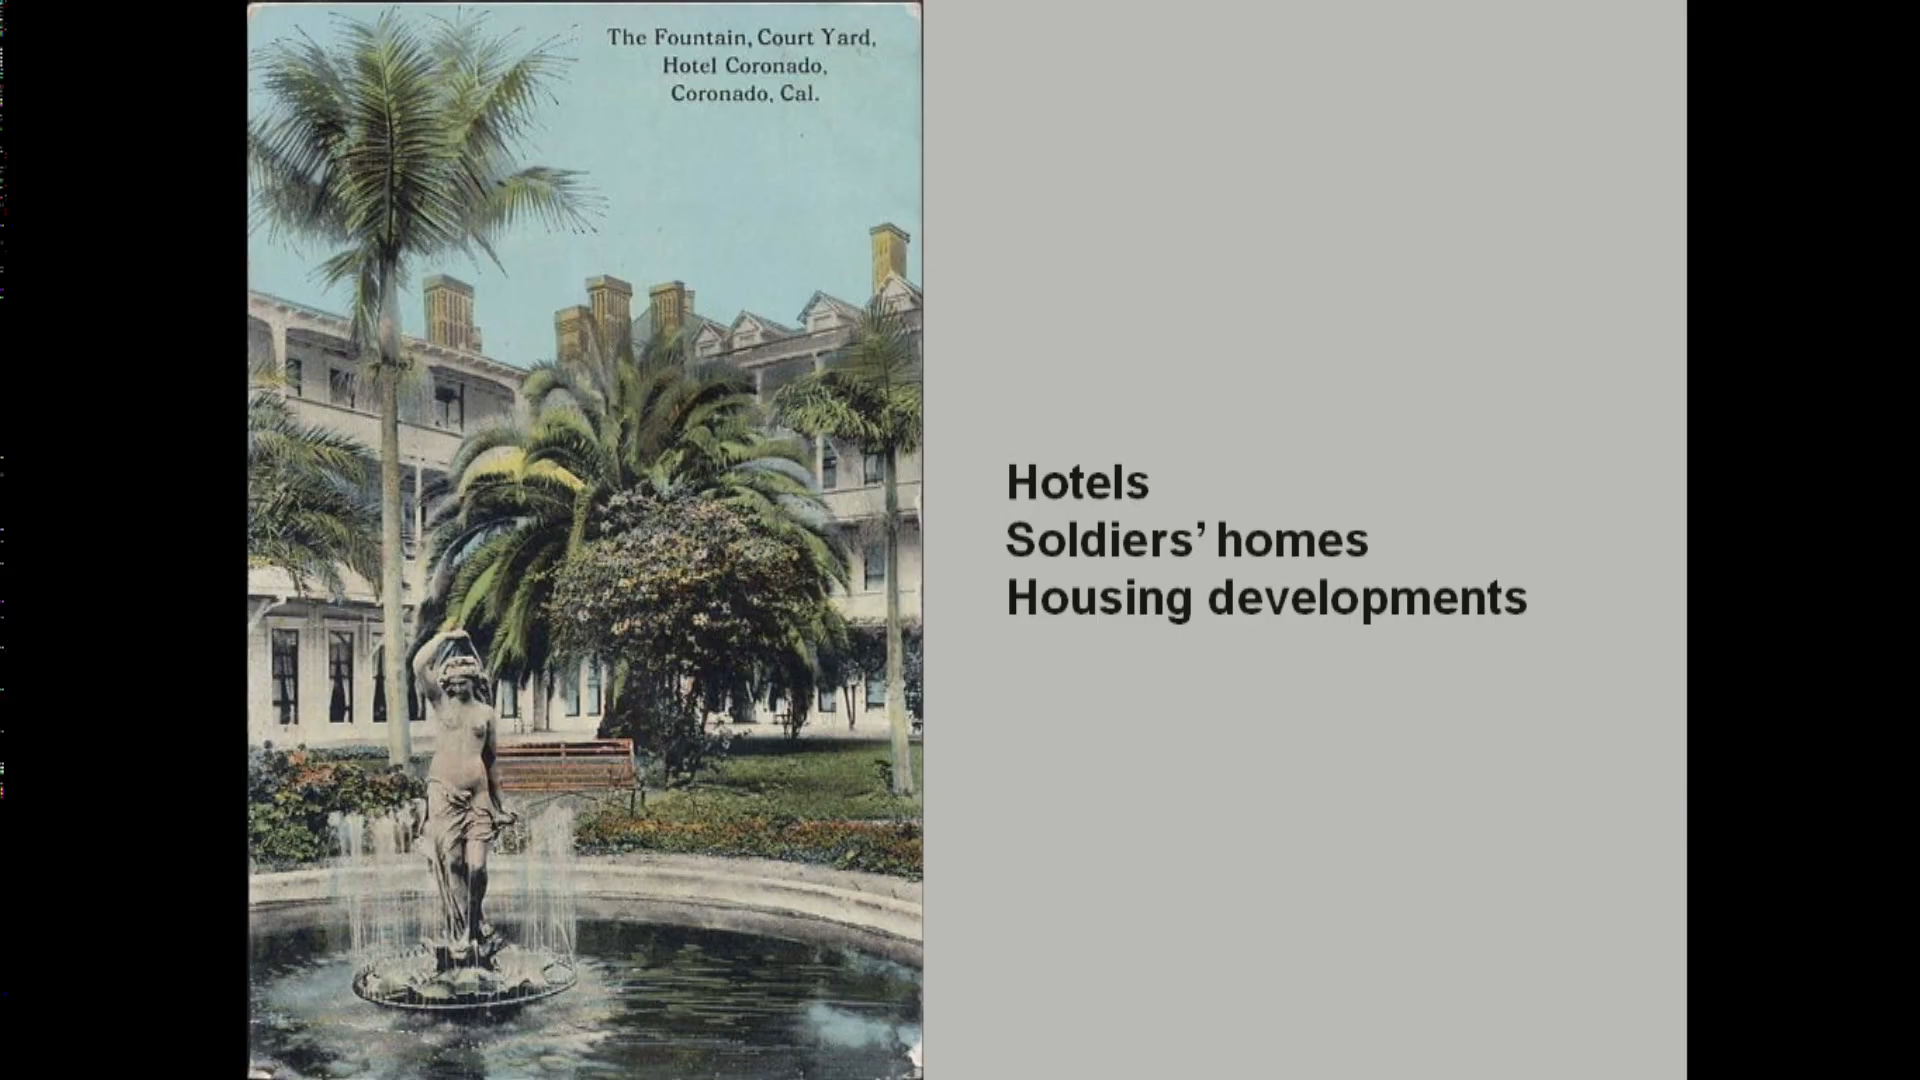 The Fountain, Court Yard,
Hotel Coronado,
Coronado, Cal.
Hotels
Soldiers’ homes
Housing developments